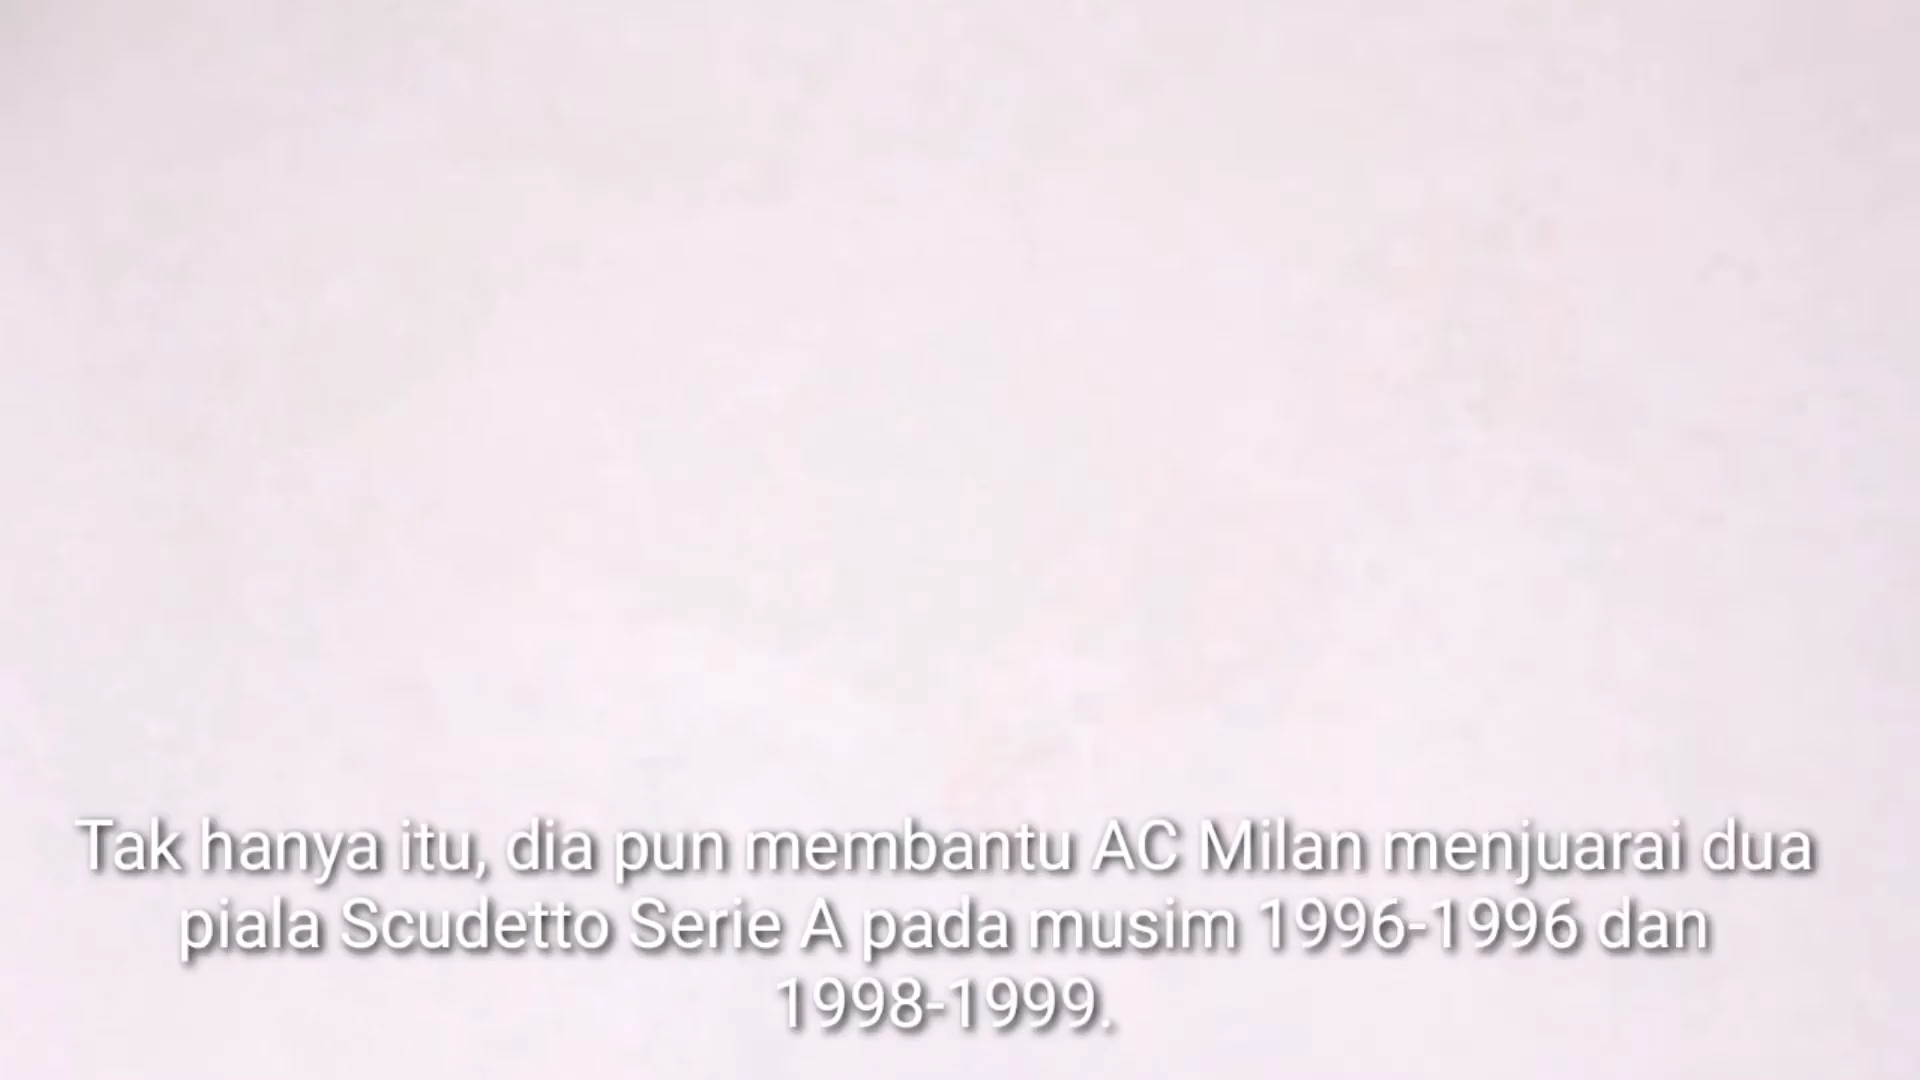 Tak hanya itu, dia pun membantu AC Milan menjuarai dua
piala Scudetto Serie A pada musim 1996-1996 dan
1998-1999.